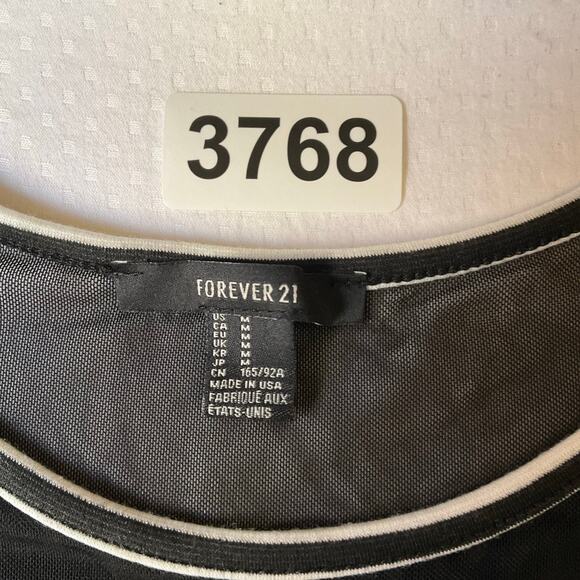 3768
FOREVER 21
US M
CA M
EU M
UK M
KR M
JP M
CN 165/92A
MADE IN USA
FABRIQUÉ AUX
ÉTATS-UNIS